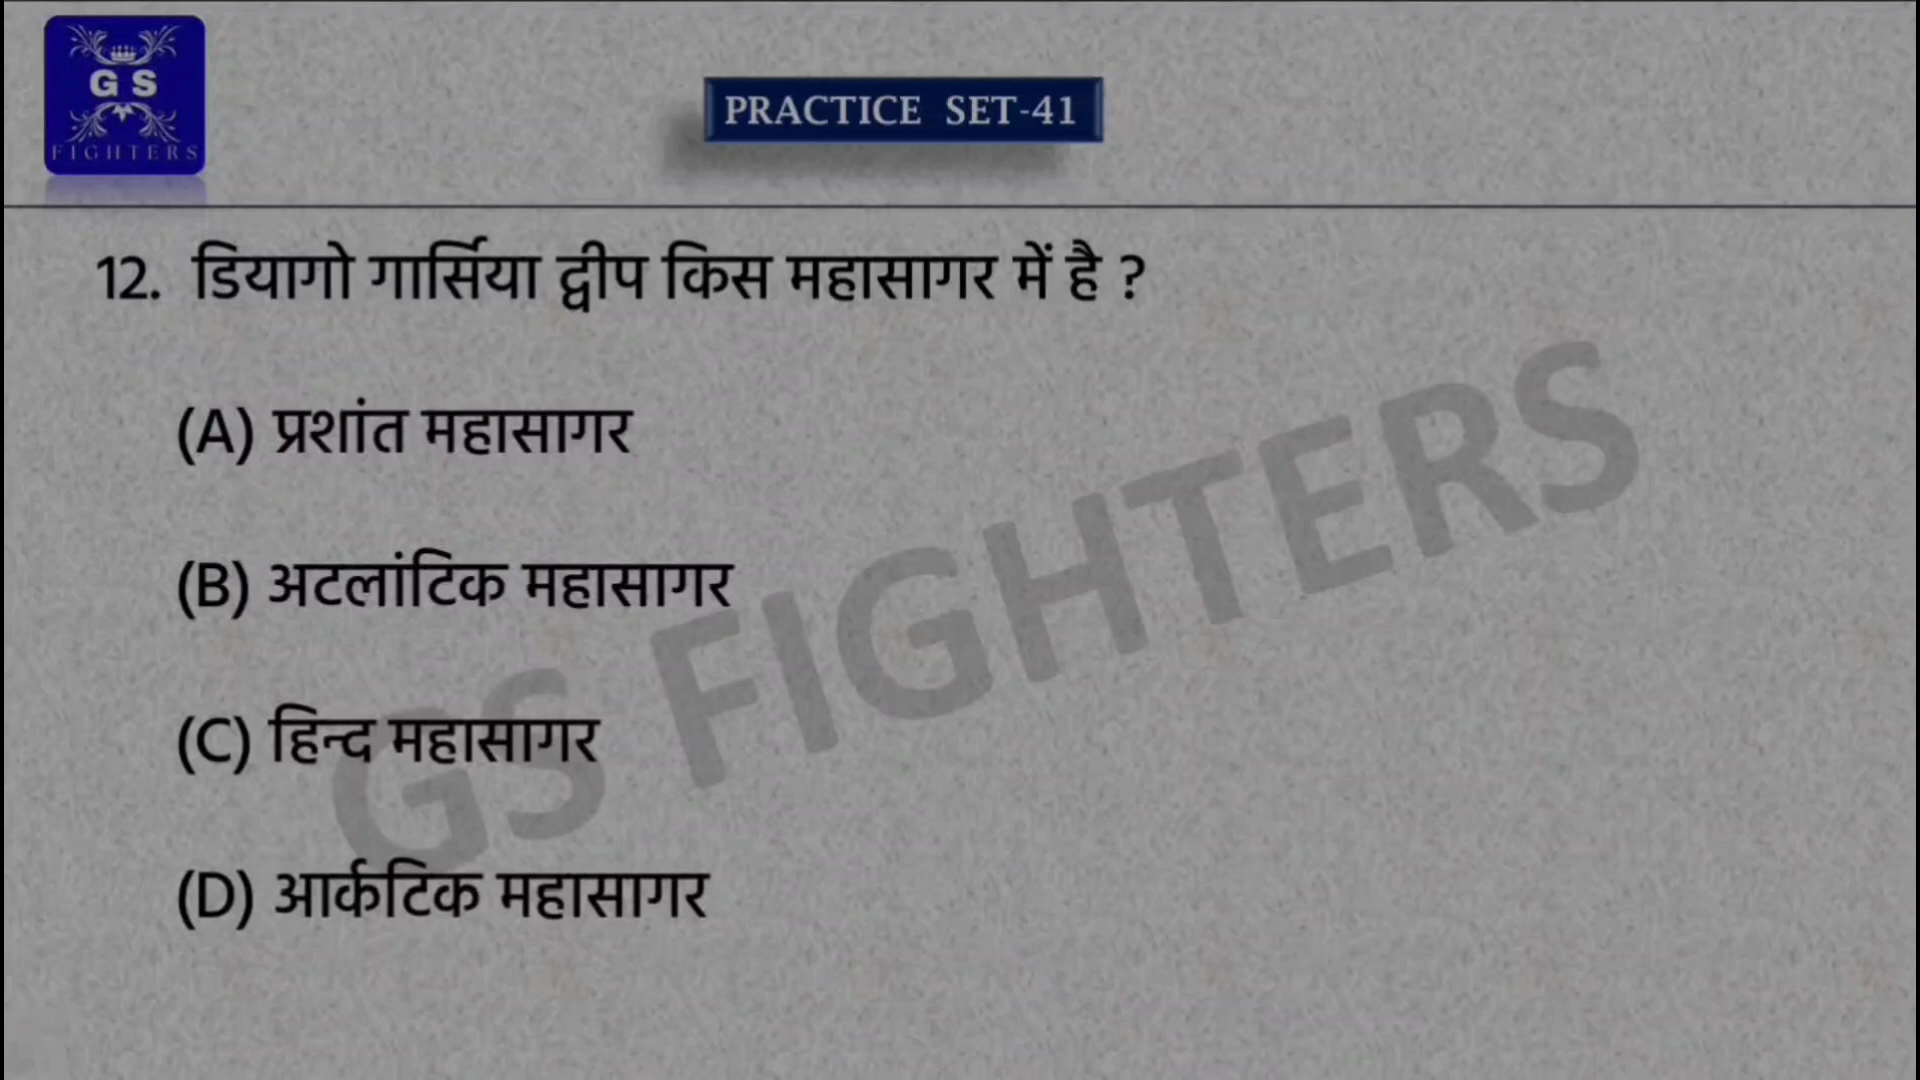 G S
FIGHTERS
PRACTICE SET-41
12. डियागो गार्सिया द्वीप किस महासागर में है ?
(A) प्रशांत महासागर
(B) अटलांटिक महासागर
(C) हिन्द महासागर
(D) आर्कटिक महासागर
GS FIGHTERS